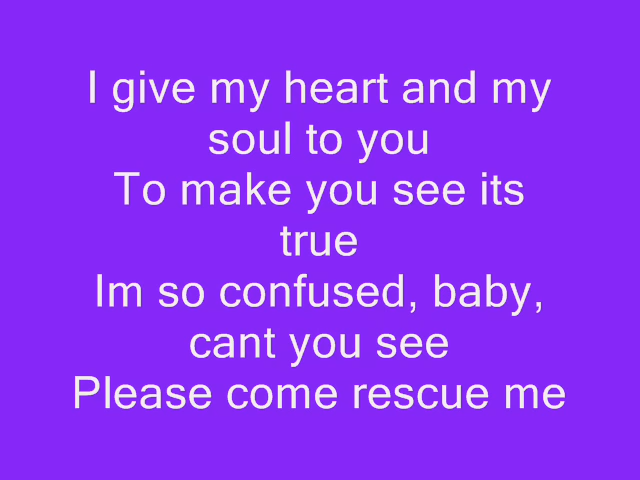 I give my heart and my
soul to you
To make you see its
true
Im so confused, baby,
cant you see
Please come rescue me